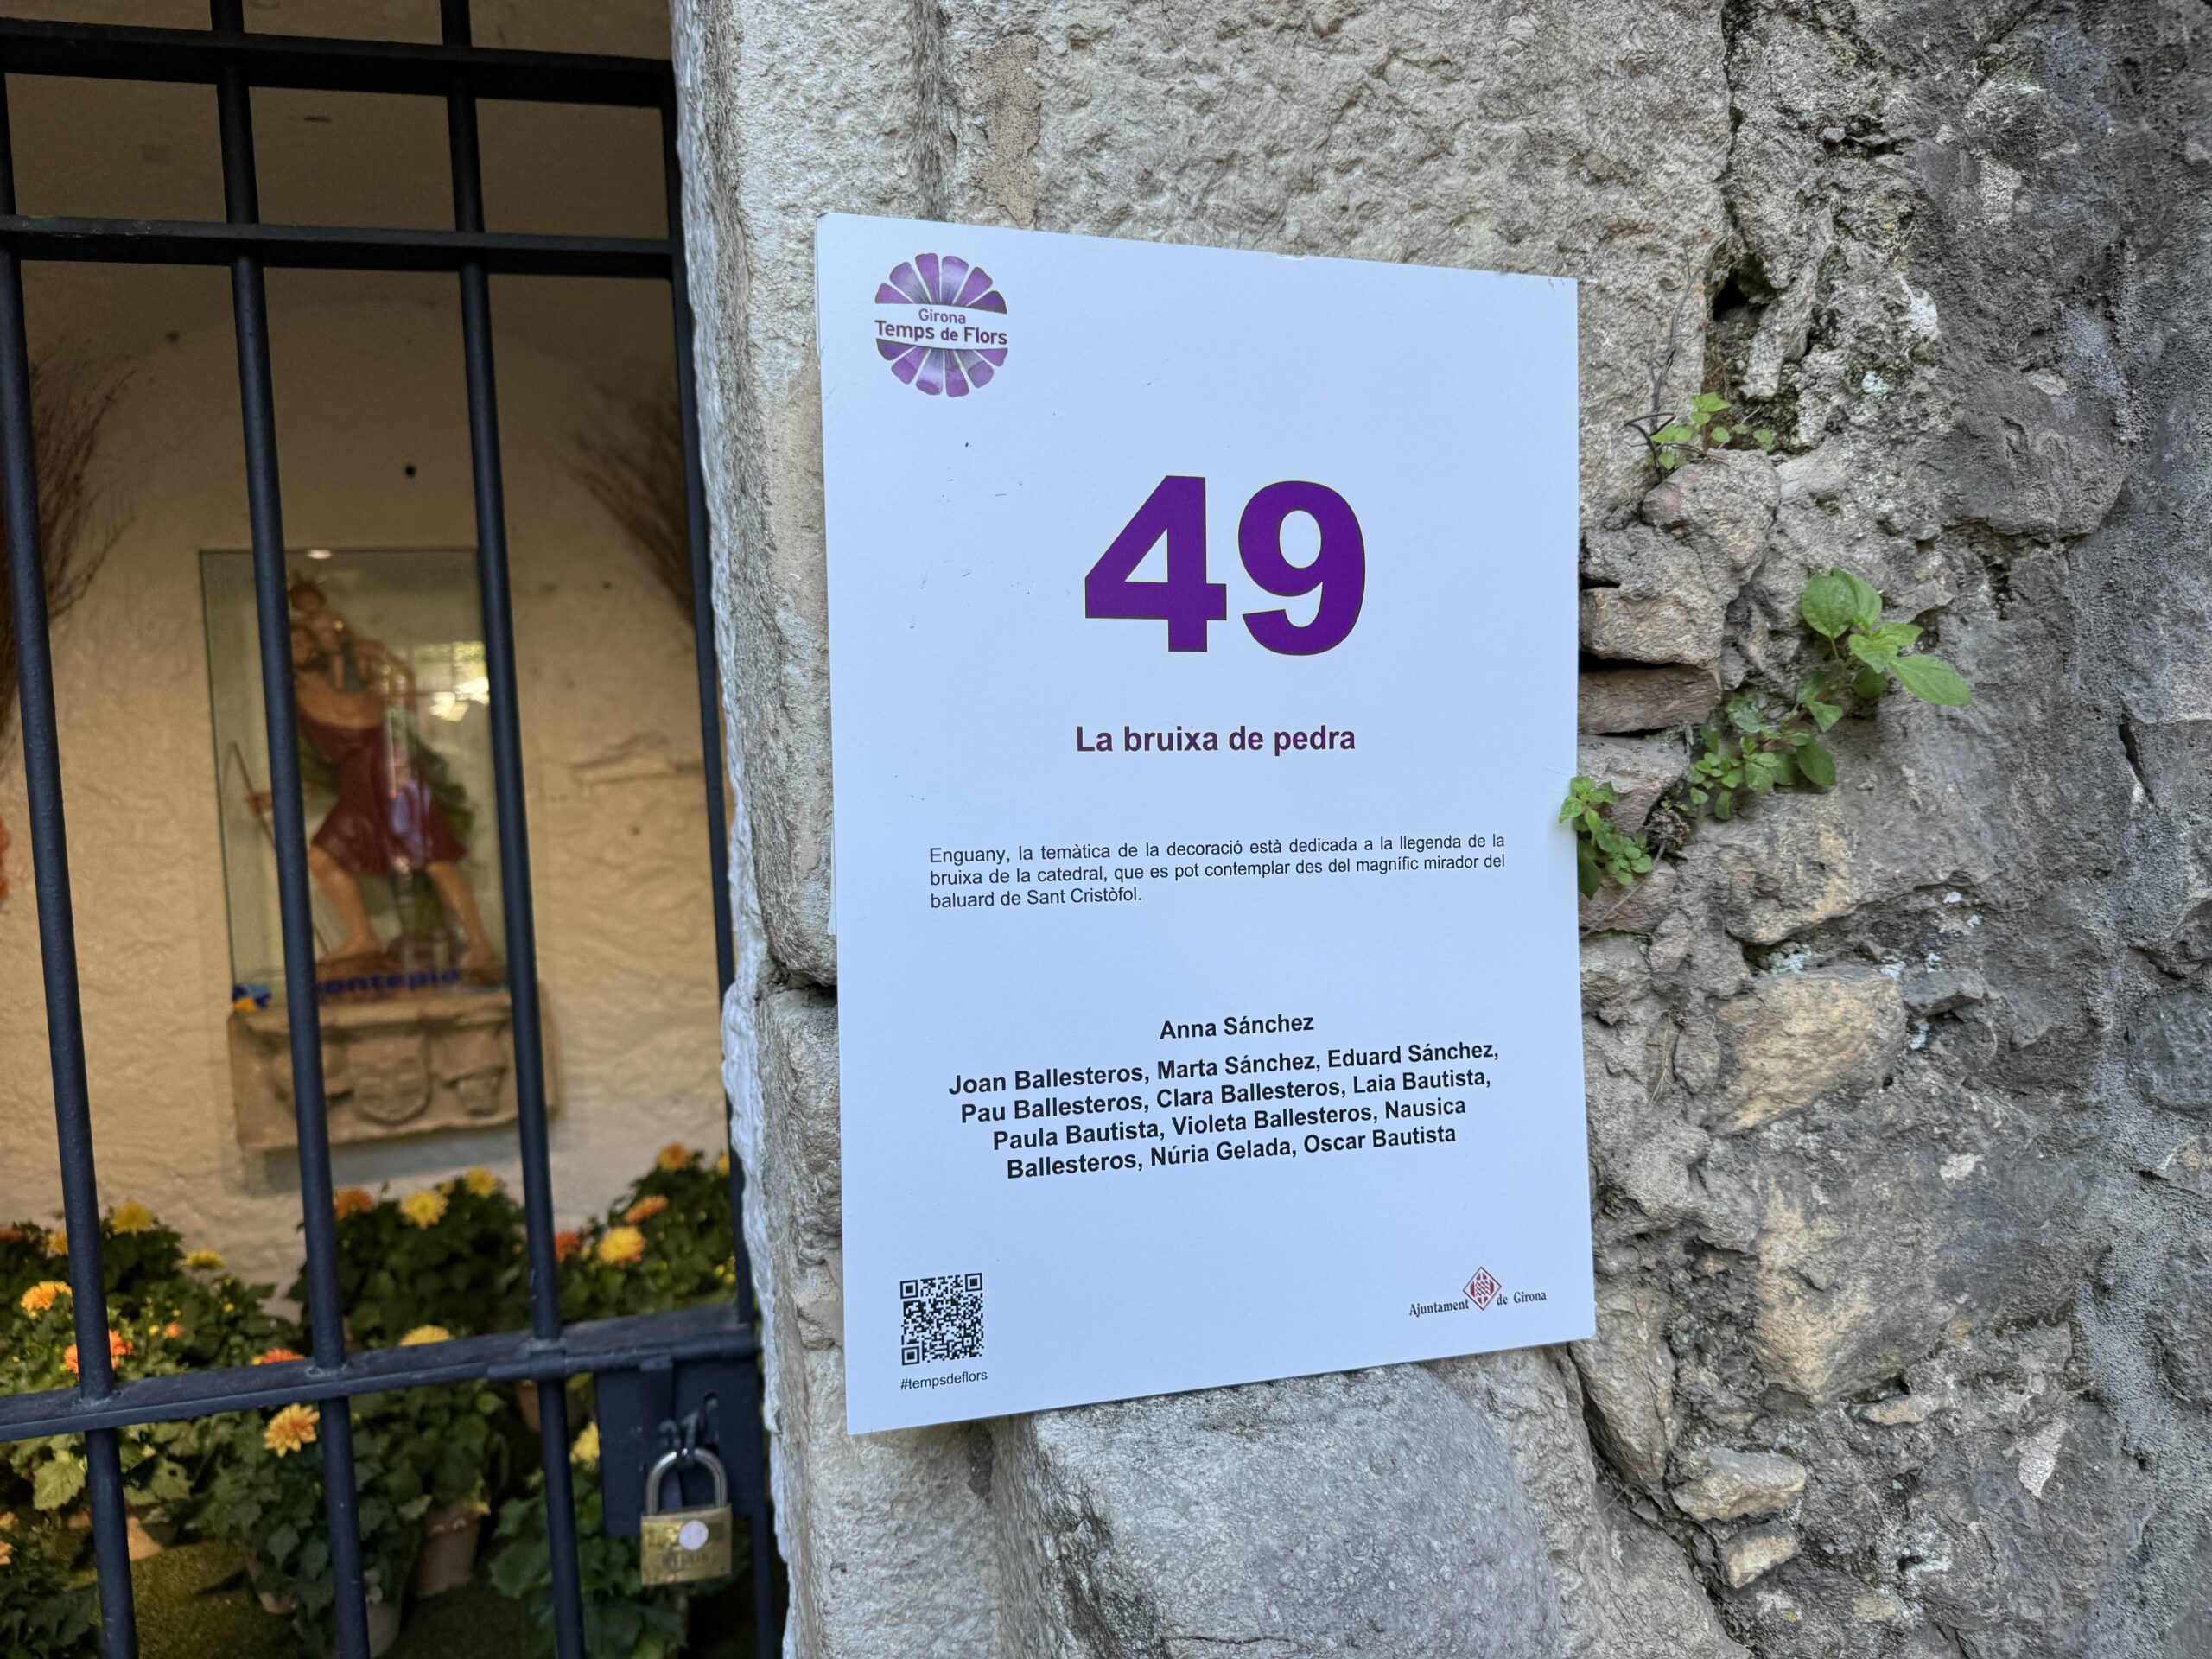 Girona
Temps de Flors
49
La bruixa de pedra
Enguany, la temàtica de la decoració està dedicada a la llegenda de la
bruixa de la catedral, que es pot contemplar des del magnífic mirador del
baluard de Sant Cristòfol.
Anna Sánchez
Joan Ballesteros, Marta Sánchez, Eduard Sánchez,
Pau Ballesteros, Clara Ballesteros, Laia Bautista,
Paula Bautista, Violeta Ballesteros, Nausica
Ballesteros, Núria Gelada, Oscar Bautista
#tempsdeflors
Ajuntament de Girona